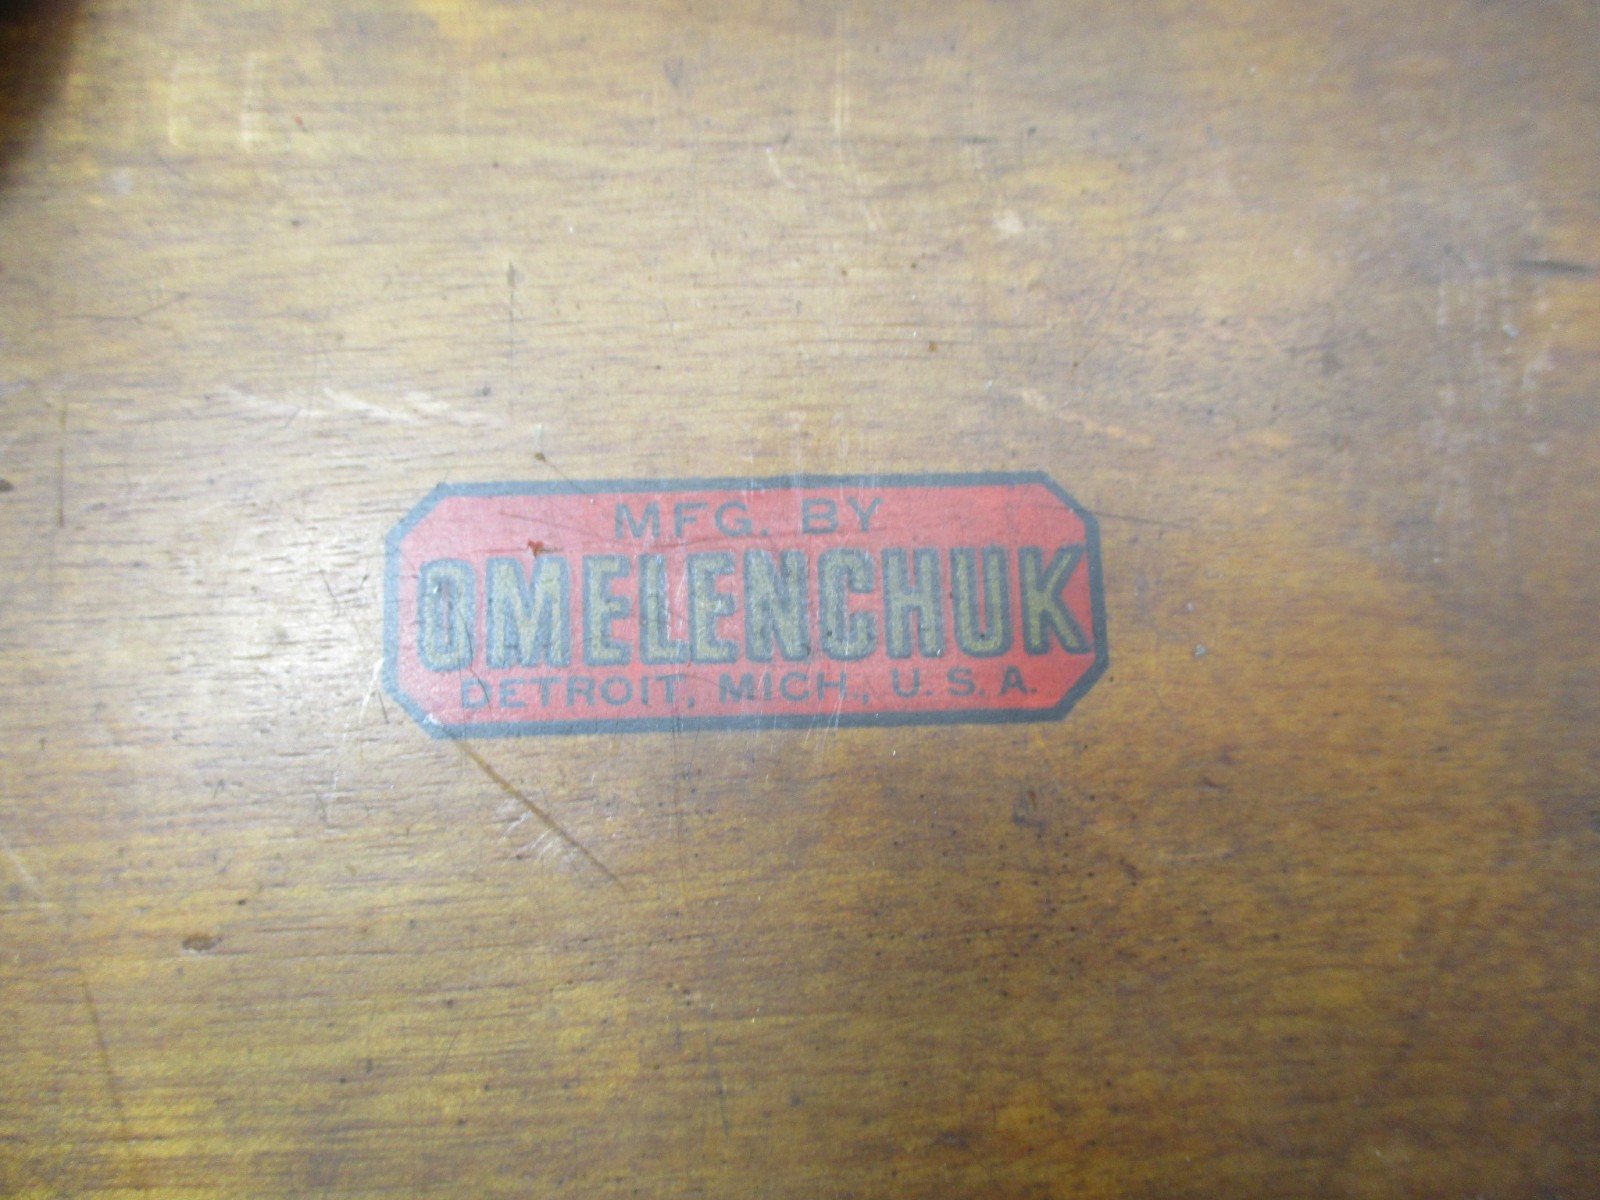 MFG. BY
OMELENCHUK
DETROIT, MICH., U. S. A.